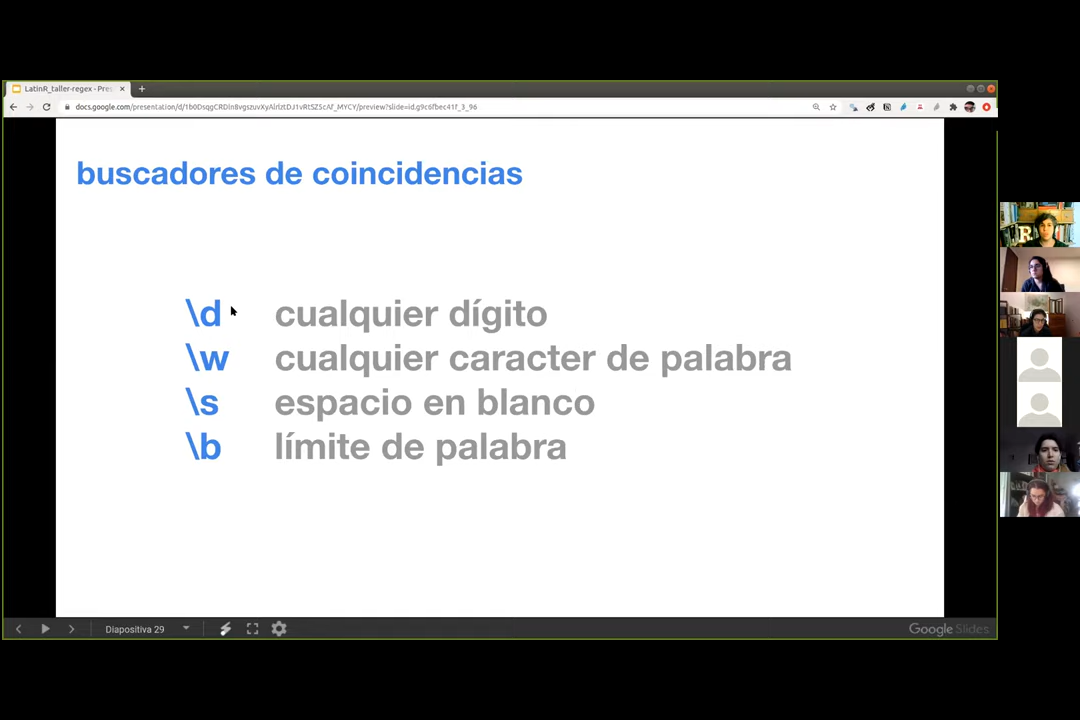 LatinR_taller-regex - Pres
buscadores de coincidencias
\d cualquier dígito
\w cualquier caracter de palabra
\s espacio en blanco
\b límite de palabra
Diapositiva 29
Google Slides
R